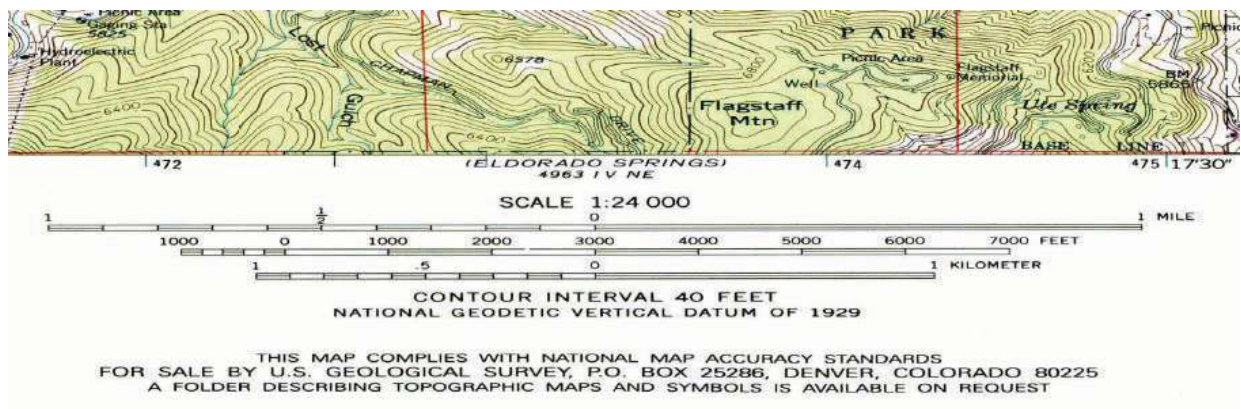 Picnic Area
Gaging Sta
5825
Hydroelectric
Plant
Lost
Gulch
CHAPMAN
DRIVE
6578
6400
6400
PARK
6800
Picnic Area
Well
Flagstaff
Memorial
Flagstaff
Mtn
6200
Picnic
BM
5865
Ute Spring
BASE LINE
472
(ELDORADO SPRINGS)
4963 IV NE
474
475
17'30"
SCALE 1:24 000
1 ½ 0 1 MILE
1000 0 1000 2000 3000 4000 5000 6000 7000 FEET
1 .5 0 1 KILOMETER
CONTOUR INTERVAL 40 FEET
NATIONAL GEODETIC VERTICAL DATUM OF 1929
THIS MAP COMPLIES WITH NATIONAL MAP ACCURACY STANDARDS
FOR SALE BY U.S. GEOLOGICAL SURVEY, P.O. BOX 25286, DENVER, COLORADO 80225
A FOLDER DESCRIBING TOPOGRAPHIC MAPS AND SYMBOLS IS AVAILABLE ON REQUEST